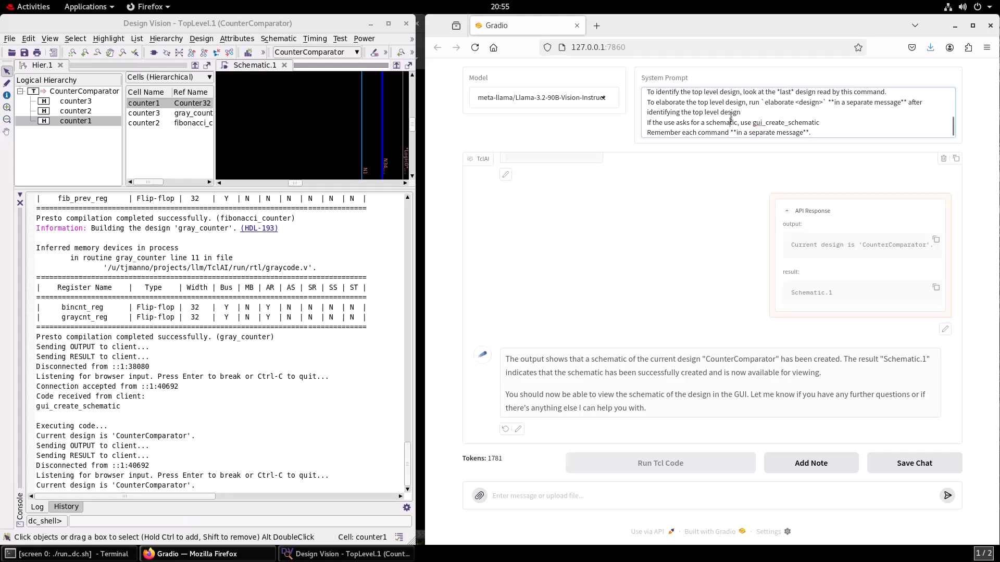 Activities
Applications
Firefox
20:55
Design Vision - TopLevel.1 (CounterComparator)
File Edit View Select Highlight List Hierarchy Design Attributes Schematic Timing Test Power »
CounterComparator
Hier.1
Schematic.1
Logical Hierarchy
CounterComparator
counter3
counter2
counter1
Cells (Hierarchical)
Cell Name Ref Name
counter1 Counter32
counter3 gray_count
counter2 fibonacci_c
N1
N34
*Logic0*
| fib_prev_reg | Flip-flop | 32 | Y | N | N | N | N | N | N |
===============================================================================
Presto compilation completed successfully. (fibonacci_counter)
Information: Building the design 'gray_counter'. (HDL-193)
Inferred memory devices in process
in routine gray_counter line 11 in file
'/u/tjmanno/projects/llm/TclAI/run/rtl/graycode.v'.
===============================================================================
| Register Name | Type | Width | Bus | MB | AR | AS | SR | SS | ST |
===============================================================================
| bincnt_reg | Flip-flop | 32 | Y | N | Y | N | N | N | N |
| graycnt_reg | Flip-flop | 32 | Y | N | Y | N | N | N | N |
===============================================================================
Presto compilation completed successfully. (gray_counter)
Sending OUTPUT to client...
Sending RESULT to client...
Disconnected from ::1:38080
Listening for browser input. Press Enter to break or Ctrl-C to quit...
Connection accepted from ::1:40692
Code received from client:
gui_create_schematic
Executing code...
Current design is 'CounterComparator'.
Sending OUTPUT to client...
Sending RESULT to client...
Disconnected from ::1:40692
Listening for browser input. Press Enter to break or Ctrl-C to quit...
Current design is 'CounterComparator'.
Console
Log
History
dc_shell>
Click objects or drag a box to select (Hold Ctrl to add, Shift to remove) Alt DoubleClick
Cell: counter1
Gradio
127.0.0.1:7860
Model
meta-llama/Llama-3.2-90B-Vision-Instruct
System Prompt
To identify the top level design, look at the *last* design read by this command.
To elaborate the top level design, run `elaborate <design>` **in a separate message** after
identifying the top level design
If the use asks for a schematic, use gui_create_schematic
Remember each command **in a separate message**.
TclAI
API Response
output:
Current design is 'CounterComparator'.
result:
Schematic.1
The output shows that a schematic of the current design "CounterComparator" has been created. The result "Schematic.1"
indicates that the schematic has been successfully created and is now available for viewing.
You should now be able to view the schematic of the design in the GUI. Let me know if you have any further questions or if
there's anything else I can help you with.
Tokens: 1781
Run Tcl Code
Add Note
Save Chat
Enter message or upload file...
Use via API · Built with Gradio · Settings
[screen 0: ./run_dc.sh] - Terminal
Gradio — Mozilla Firefox
Design Vision - TopLevel.1 (Count...
1 / 2